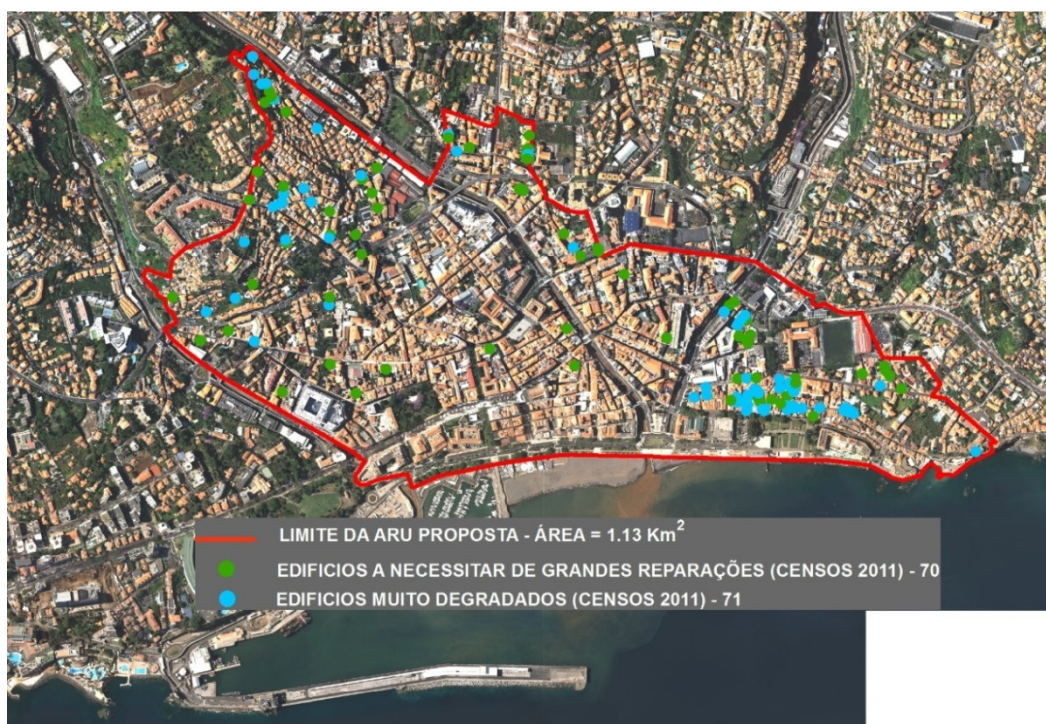 LIMITE DA ARU PROPOSTA - ÁREA = 1.13 Km²
EDIFICIOS A NECESSITAR DE GRANDES REPARAÇÕES (CENSOS 2011) - 70
EDIFICIOS MUITO DEGRADADOS (CENSOS 2011) - 71